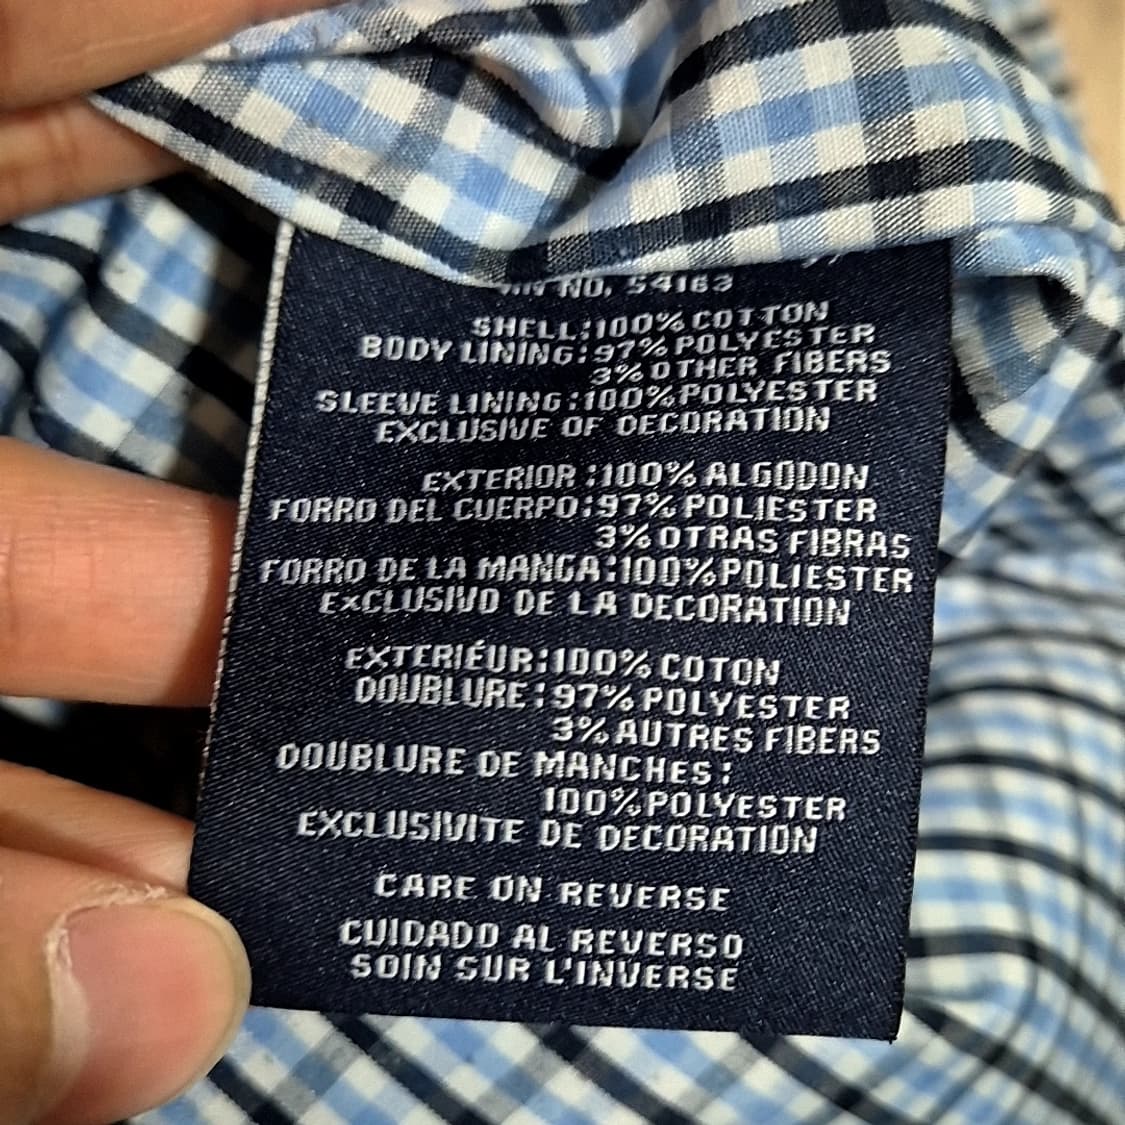 NO. 54163
SHELL:100% COTTON
BODY LINING:97% POLYESTER
3% OTHER FIBERS
SLEEVE LINING:100%POLYESTER
EXCLUSIVE OF DECORATION
EXTERIOR :100% ALGODON
FORRO DEL CUERPO:97% POLIESTER
3% OTRAS FIBRAS
FORRO DE LA MANGA:100%POLIESTER
EXCLUSIVO DE LA DECORATION
EXTERIÉUR:100% COTON
DOUBLURE:97% POLYESTER
3% AUTRES FIBERS
DOUBLURE DE MANCHES:
100%POLYESTER
EXCLUSIVITE DE DECORATION
CARE ON REVERSE
CUIDADO AL REVERSO
SOIN SUR L'INVERSE